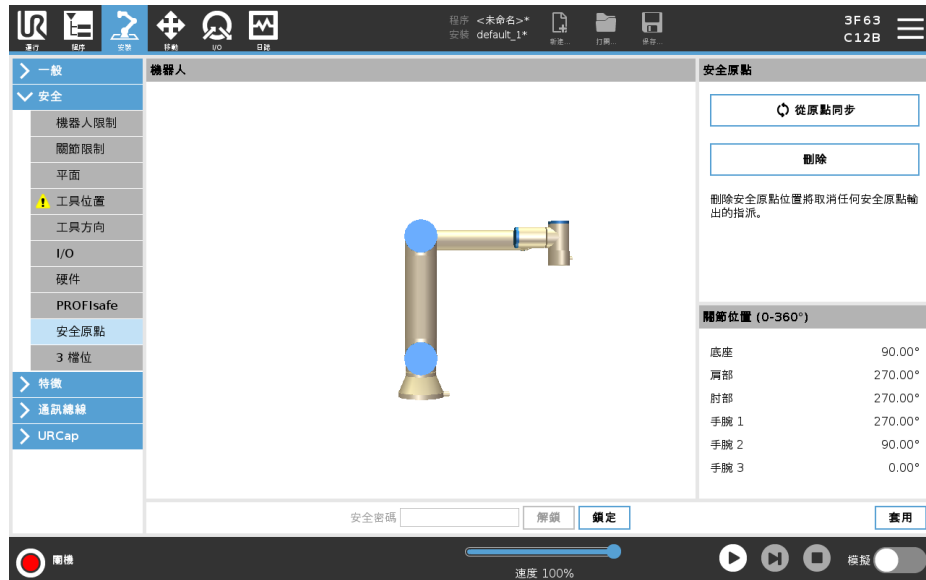 UR
運行
程序
安裝
移動
I/O
日誌
程序 <未命名>*
安裝 default_1*
新建...
打開...
保存...
3F63
C12B
一般
安全
機器人限制
關節限制
平面
工具位置
工具方向
I/O
硬件
PROFIsafe
安全原點
3 檔位
特徵
通訊總線
URCap
機器人
安全密碼
解鎖
鎖定
安全原點
從原點同步
刪除
刪除安全原點位置將取消任何安全原點輸
出的指派。
關節位置 (0-360°)
底座 90.00°
肩部 270.00°
肘部 270.00°
手腕 1 270.00°
手腕 2 90.00°
手腕 3 0.00°
套用
關機
速度 100%
模擬